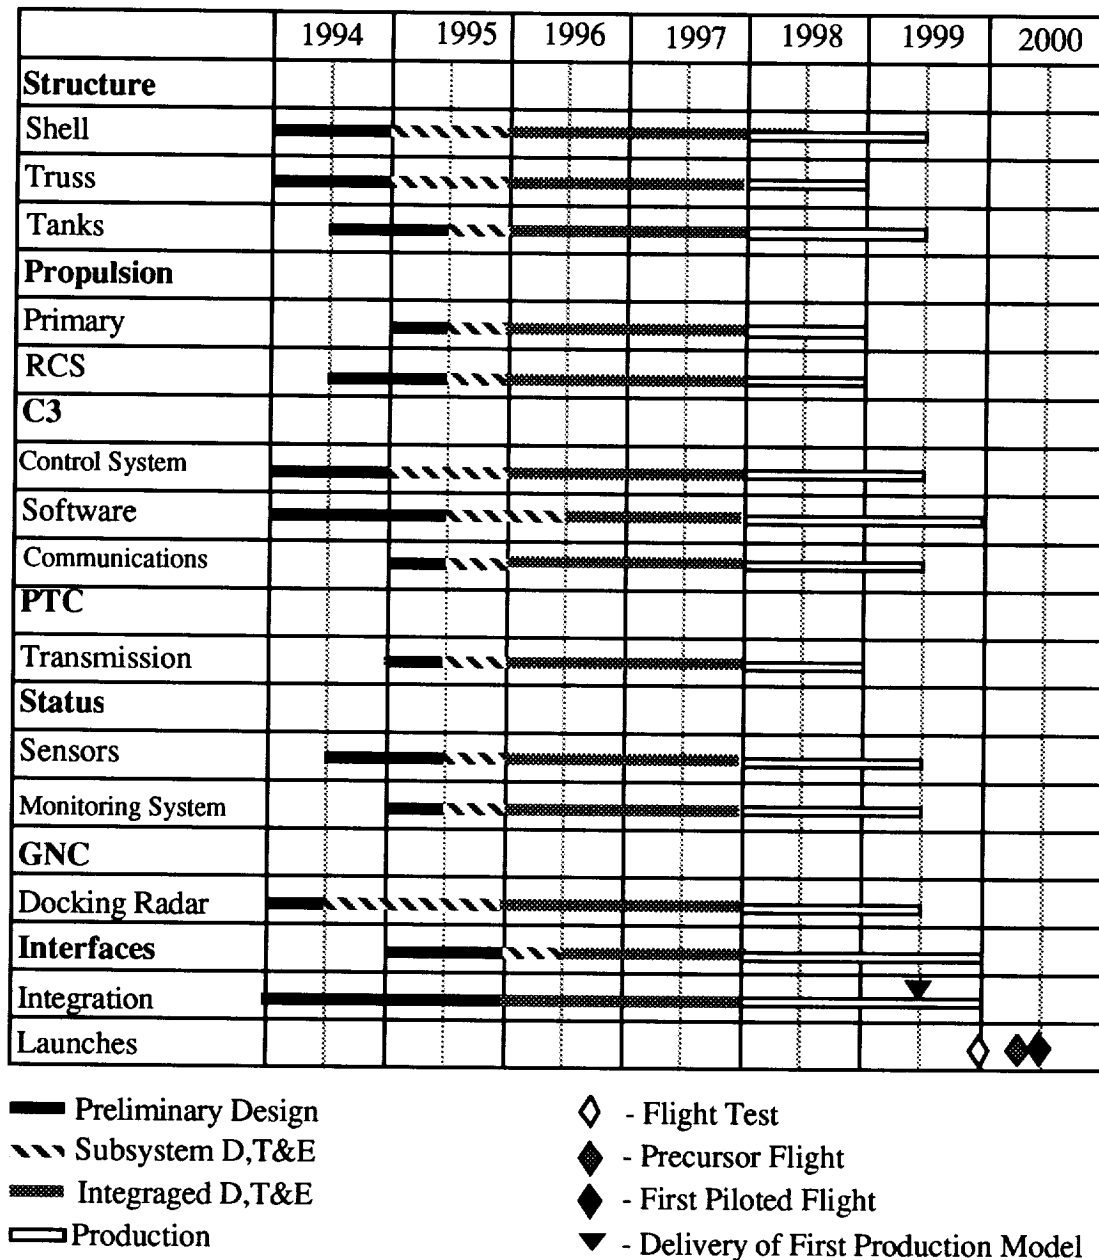 1994 1995 1996 1997 1998 1999 2000
Structure
Shell
Truss
Tanks
Propulsion
Primary
RCS
C3
Control System
Software
Communications
PTC
Transmission
Status
Sensors
Monitoring System
GNC
Docking Radar
Interfaces
Integration
Launches
Preliminary Design
Subsystem D,T&E
Integraged D,T&E
Production
- Flight Test
- Precursor Flight
- First Piloted Flight
- Delivery of First Production Model